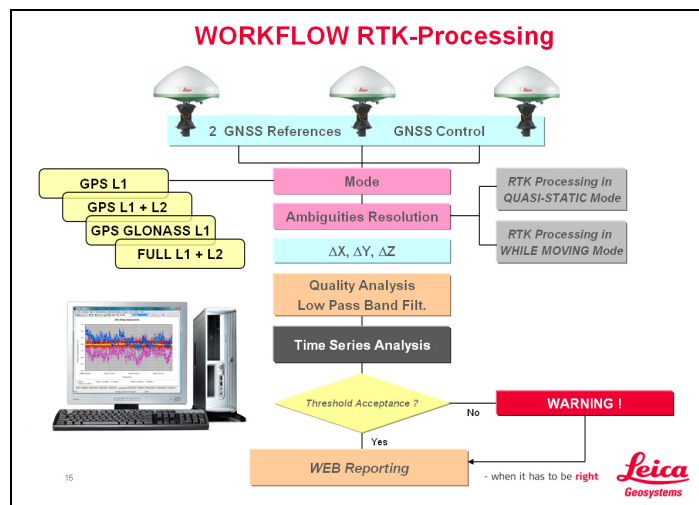 WORKFLOW RTK-Processing
Leica
Leica
Leica
2 GNSS References
GNSS Control
GPS L1
GPS L1 + L2
GPS GLONASS L1
FULL L1 + L2
Mode
Ambiguities Resolution
RTK Processing in
QUASI-STATIC Mode
RTK Processing in
WHILE MOVING Mode
ΔX, ΔY, ΔZ
Quality Analysis
Low Pass Band Filt.
Time Series Analysis
Threshold Acceptance ?
No
WARNING !
Yes
WEB Reporting
15
- when it has to be right
Leica
Geosystems